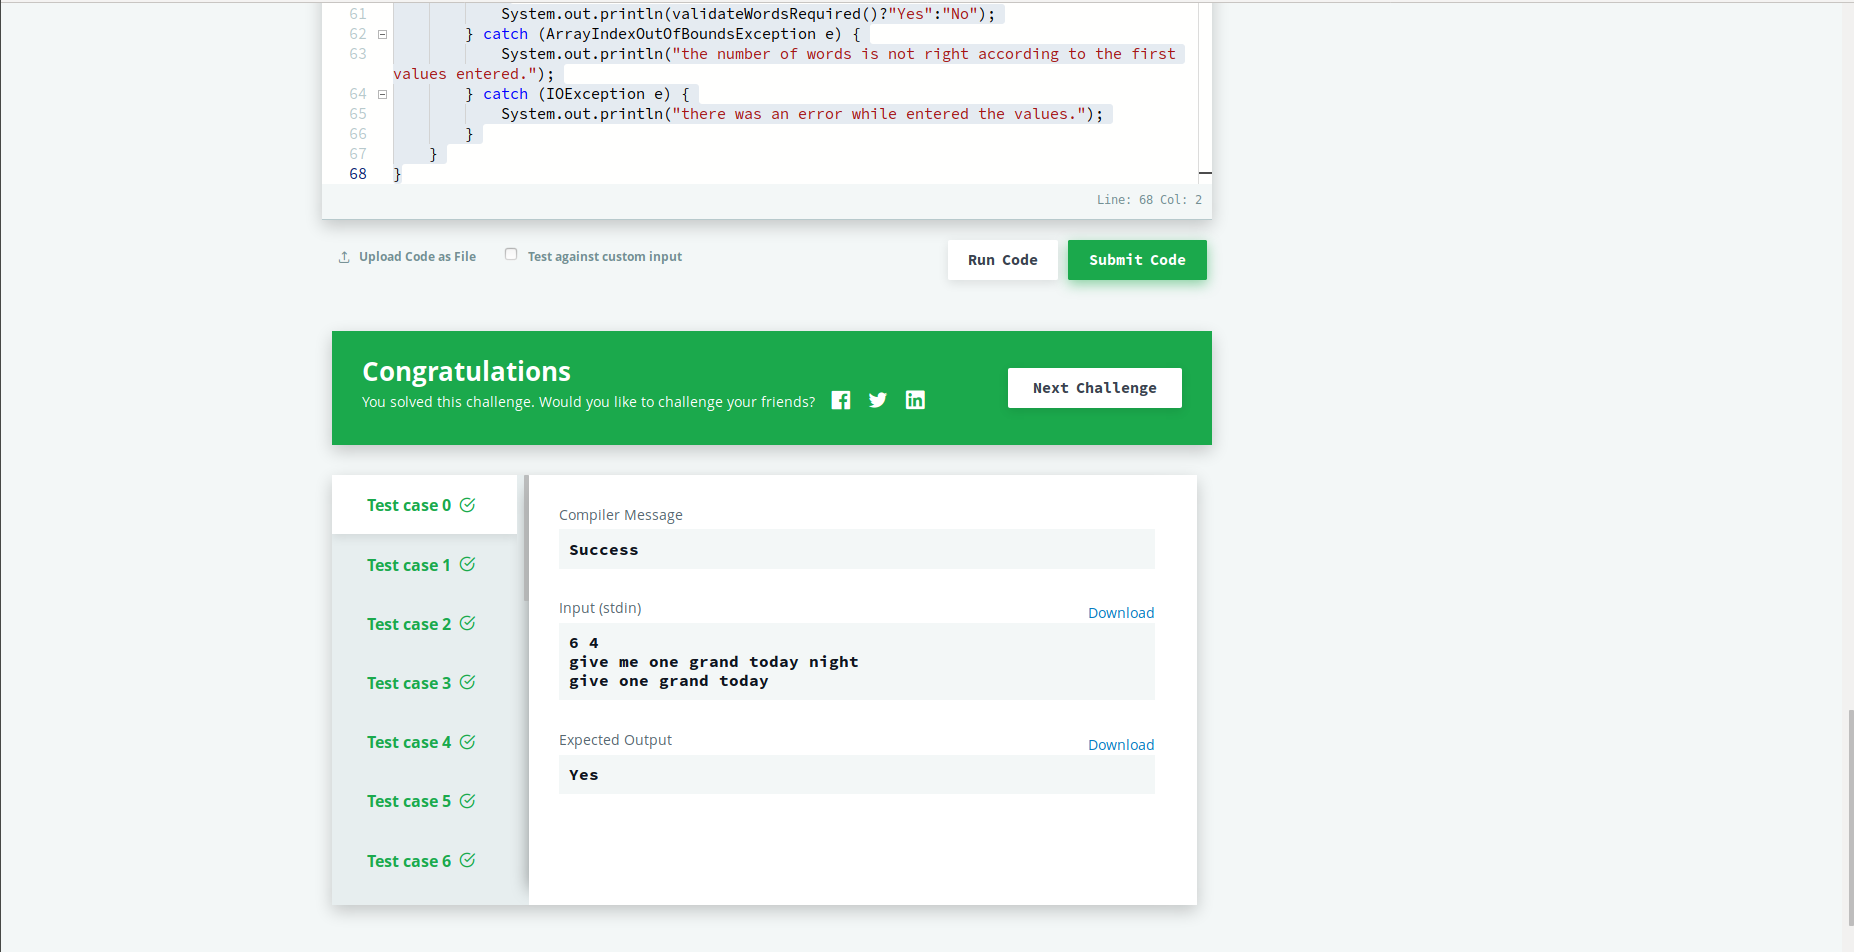 61 System.out.println(validateWordsRequired()?"Yes":"No");
62 } catch (ArrayIndexOutOfBoundsException e) {
63 System.out.println("the number of words is not right according to the first
values entered.");
64 } catch (IOException e) {
65 System.out.println("there was an error while entered the values.");
66 }
67 }
68 }
Line: 68 Col: 2
Upload Code as File
Test against custom input
Run Code
Submit Code
Congratulations
You solved this challenge. Would you like to challenge your friends?
Next Challenge
Test case 0
Test case 1
Test case 2
Test case 3
Test case 4
Test case 5
Test case 6
Compiler Message
Success
Input (stdin)
Download
6 4
give me one grand today night
give one grand today
Expected Output
Download
Yes